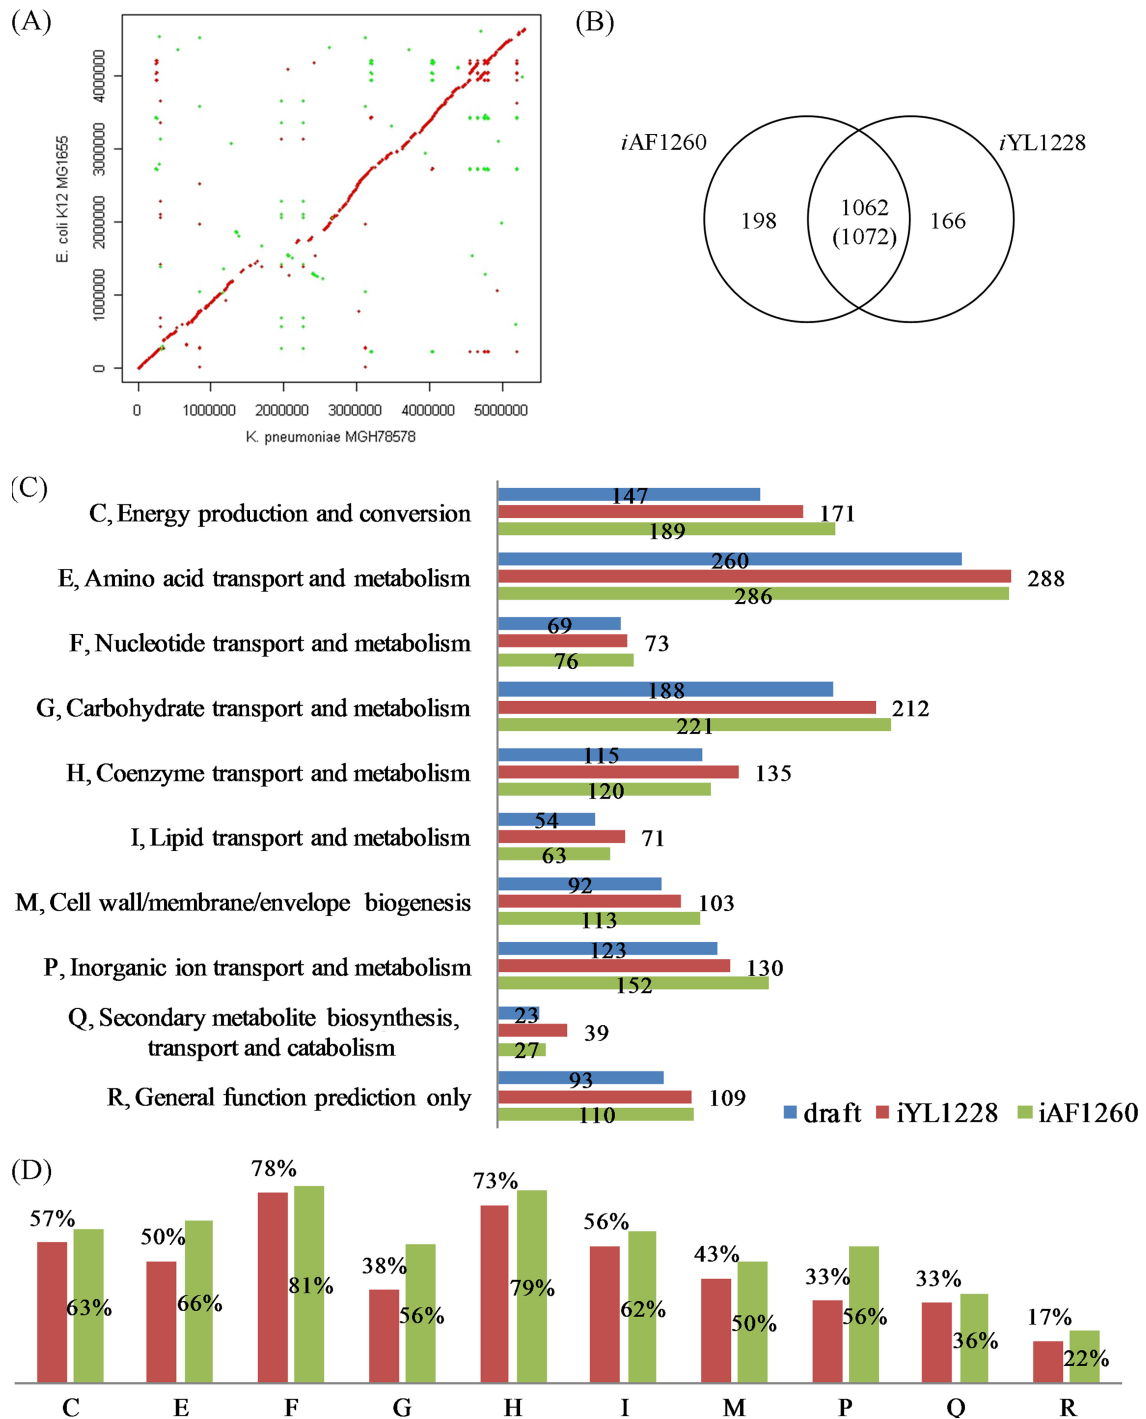 (A)
E. coli K12 MG1655
4000000
3000000
2000000
1000000
0
0 1000000 2000000 3000000 4000000 5000000
K. pneumoniae MGH78578
(B)
iAF1260
iYL1228
198
1062
(1072)
166
(C)
C, Energy production and conversion
147
171
189
E, Amino acid transport and metabolism
260
288
286
F, Nucleotide transport and metabolism
69
73
76
G, Carbohydrate transport and metabolism
188
212
221
H, Coenzyme transport and metabolism
115
135
120
I, Lipid transport and metabolism
54
71
63
M, Cell wall/membrane/envelope biogenesis
92
103
113
P, Inorganic ion transport and metabolism
123
130
152
Q, Secondary metabolite biosynthesis,
transport and catabolism
23
39
27
R, General function prediction only
93
109
110
draft iYL1228 iAF1260
(D)
57% 63%
50% 66%
78% 81%
38% 56%
73% 79%
56% 62%
43% 50%
33% 56%
33% 36%
17% 22%
C E F G H I M P Q R